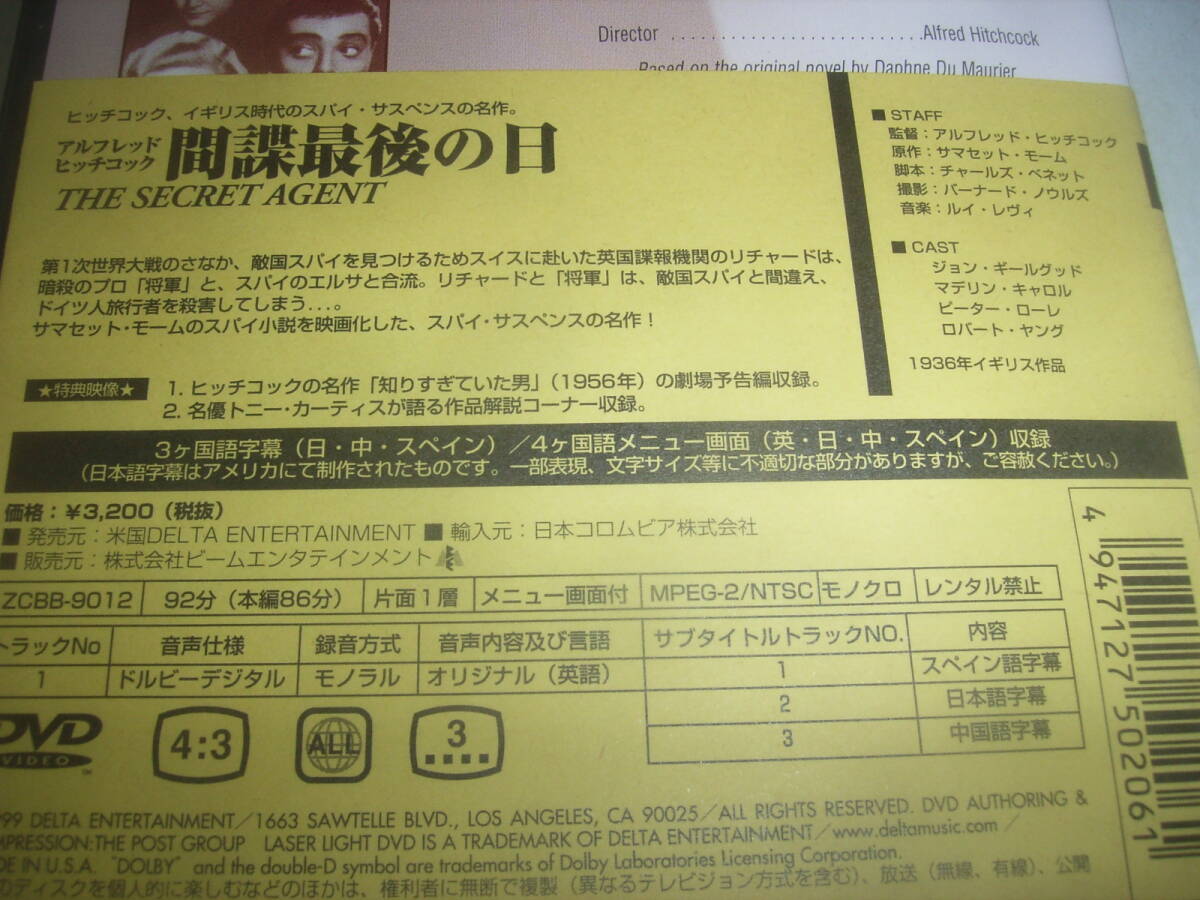 Director ..........................Alfred Hitchcock
Based on the original novel by Daphne Du Maurier
ヒッチコック、イギリス時代のスパイ・サスペンスの名作。
アルフレッド
ヒッチコック
間諜最後の日
THE SECRET AGENT
第1次世界大戦のさなか、敵国スパイを見つけるためスイスに赴いた英国諜報機関のリチャードは、
暗殺のプロ「将軍」と、スパイのエルサと合流。リチャードと「将軍」は、敵国スパイと間違え、
ドイツ人旅行者を殺害してしまう...。
サマセット・モームのスパイ小説を映画化した、スパイ・サスペンスの名作!
■ STAFF
監督:アルフレッド・ヒッチコック
原作:サマセット・モーム
脚本:チャールズ・ベネット
撮影:バーナード・ノウルズ
音楽:ルイ・レヴィ
■ CAST
ジョン・ギールグッド
マデリン・キャロル
ピーター・ローレ
ロバート・ヤング
1936年イギリス作品
★特典映像★
1. ヒッチコックの名作「知りすぎていた男」(1956年)の劇場予告編収録。
2. 名優トニー・カーティスが語る作品解説コーナー収録。
3ヶ国語字幕(日・中・スペイン)/4ヶ国語メニュー画面(英・日・中・スペイン)収録
(日本語字幕はアメリカにて制作されたものです。一部表現、文字サイズ等に不適切な部分がありますが、ご容赦ください。)
価格:¥3,200(税抜)
■ 発売元:米国DELTA ENTERTAINMENT ■ 輸入元:日本コロムビア株式会社
■ 販売元:株式会社ビームエンタテインメント
ZCBB-9012 92分(本編86分) 片面1層 メニュー画面付 MPEG-2/NTSC モノクロ レンタル禁止
トラックNo 音声仕様 録音方式 音声内容及び言語
1 ドルビーデジタル モノラル オリジナル(英語)
サブタイトルトラックNO. 内容
1 スペイン語字幕
2 日本語字幕
3 中国語字幕
DVD
VIDEO
TM
4:3
ALL
3
4 947127 502061
99 DELTA ENTERTAINMENT/1663 SAWTELLE BLVD., LOS ANGELES, CA 90025/ALL RIGHTS RESERVED. DVD AUTHORING &
MPRESSION:THE POST GROUP LASER LIGHT DVD IS A TRADEMARK OF DELTA ENTERTAINMENT/www.deltamusic.com/
DE IN U.S.A. "DOLBY" and the double-D symbol are trademarks of Dolby Laboratories Licensing Corporation.
のディスクを個人的に楽しむなどのほかは、権利者に無断で複製(異なるテレビジョン方式を含む)、放送(無線、有線)、公開